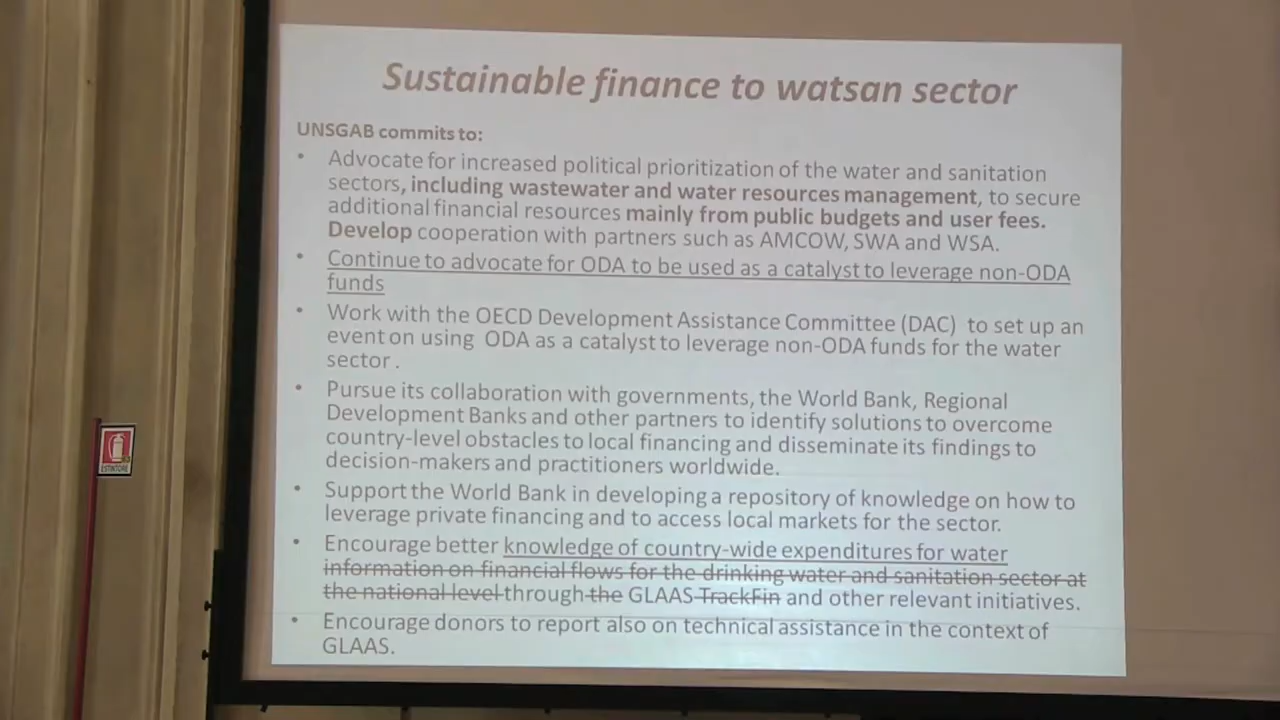 Sustainable finance to watsan sector
UNSGAB commits to:
• Advocate for increased political prioritization of the water and sanitation
sectors, including wastewater and water resources management, to secure
additional financial resources mainly from public budgets and user fees.
Develop cooperation with partners such as AMCOW, SWA and WSA.
• Continue to advocate for ODA to be used as a catalyst to leverage non-ODA
funds
• Work with the OECD Development Assistance Committee (DAC) to set up an
event on using ODA as a catalyst to leverage non-ODA funds for the water
sector .
• Pursue its collaboration with governments, the World Bank, Regional
Development Banks and other partners to identify solutions to overcome
country-level obstacles to local financing and disseminate its findings to
decision-makers and practitioners worldwide.
• Support the World Bank in developing a repository of knowledge on how to
leverage private financing and to access local markets for the sector.
• Encourage better knowledge of country-wide expenditures for water
information on financial flows for the drinking water and sanitation sector at
the national level through the GLAAS TrackFin and other relevant initiatives.
• Encourage donors to report also on technical assistance in the context of
GLAAS.
ESTINTORE